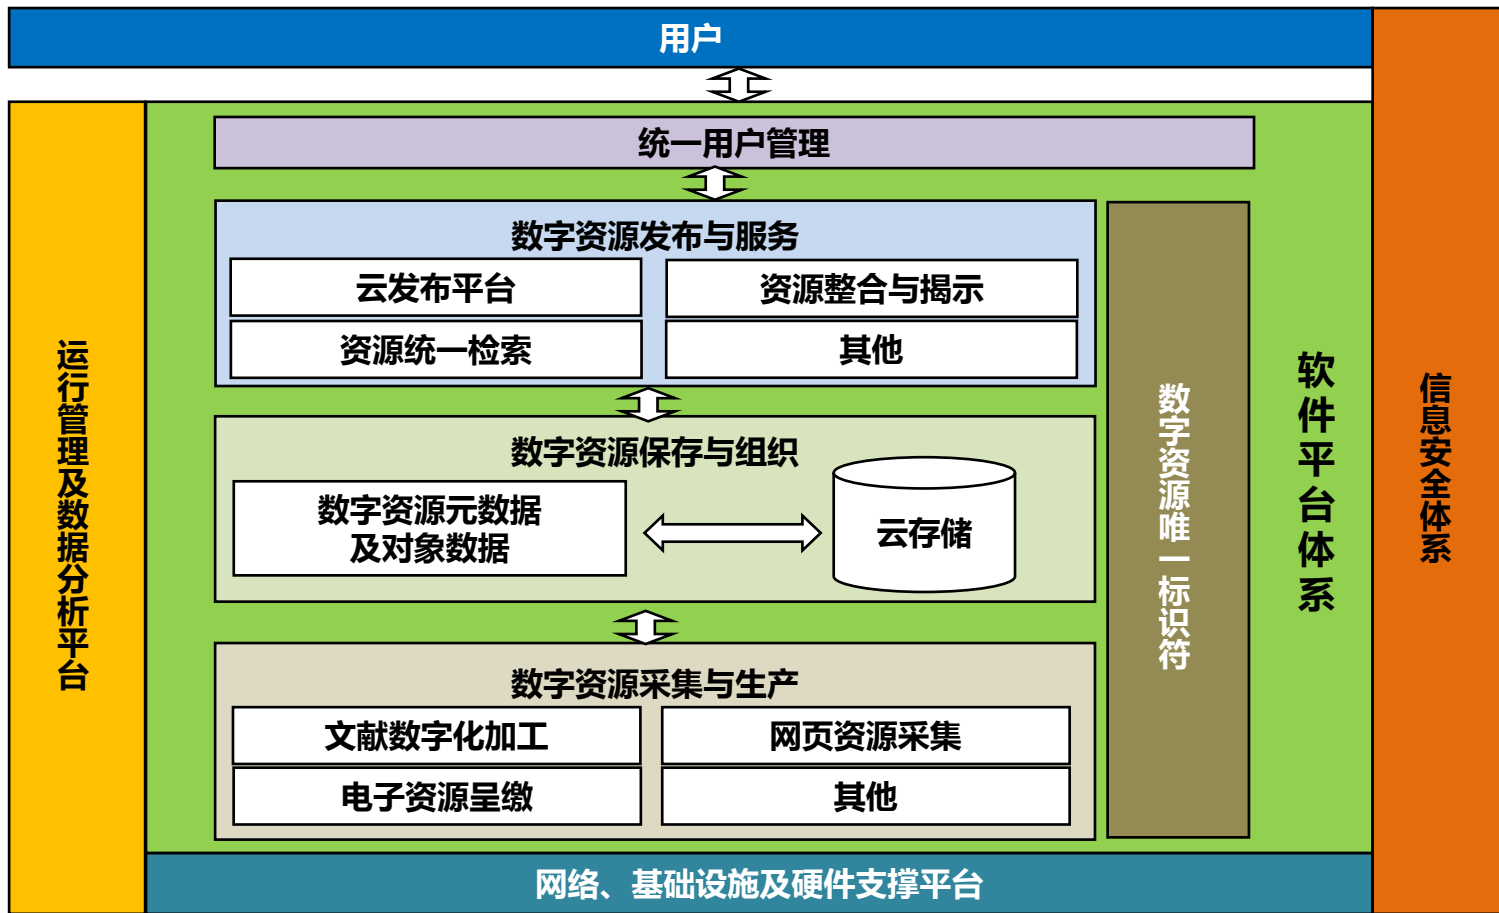 用户
统一用户管理
数字资源发布与服务
云发布平台
资源整合与揭示
资源统一检索
其他
数字资源保存与组织
数字资源元数据
及对象数据
云存储
数字资源采集与生产
文献数字化加工
网页资源采集
电子资源呈缴
其他
数字资源唯一标识符
软件平台体系
运行管理及数据分析平台
信息安全体系
网络、基础设施及硬件支撑平台